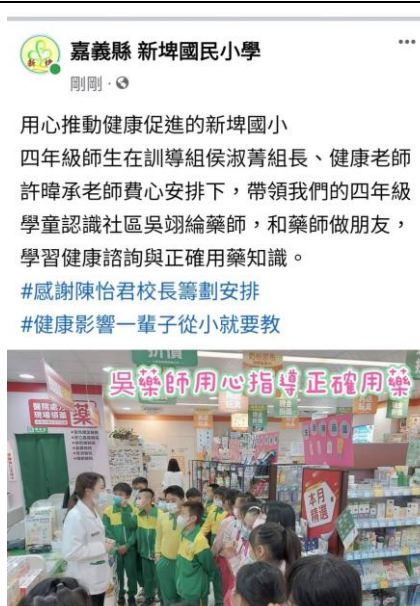 嘉義縣 新埤國民小學
剛剛
用心推動健康促進的新埤國小
四年級師生在訓導組侯淑菁組長、健康老師
許暐承老師費心安排下，帶領我們的四年級
學童認識社區吳翊綸藥師，和藥師做朋友，
學習健康諮詢與正確用藥知識。
#感謝陳怡君校長籌劃安排
#健康影響一輩子從小就要教
折價
吳藥師用心指導正確用藥
藥
本月
精選